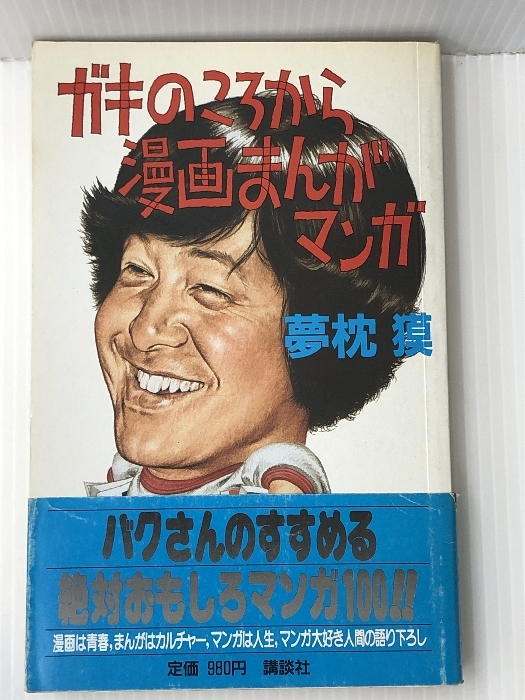 ガキのころから
漫画まんが
マンガ
夢枕 獏
バクさんのすすめる
絶対おもしろマンガ100!!
漫画は青春,まんがはカルチャー,マンガは人生,マンガ大好き人間の語り下ろし
定価 980円 講談社